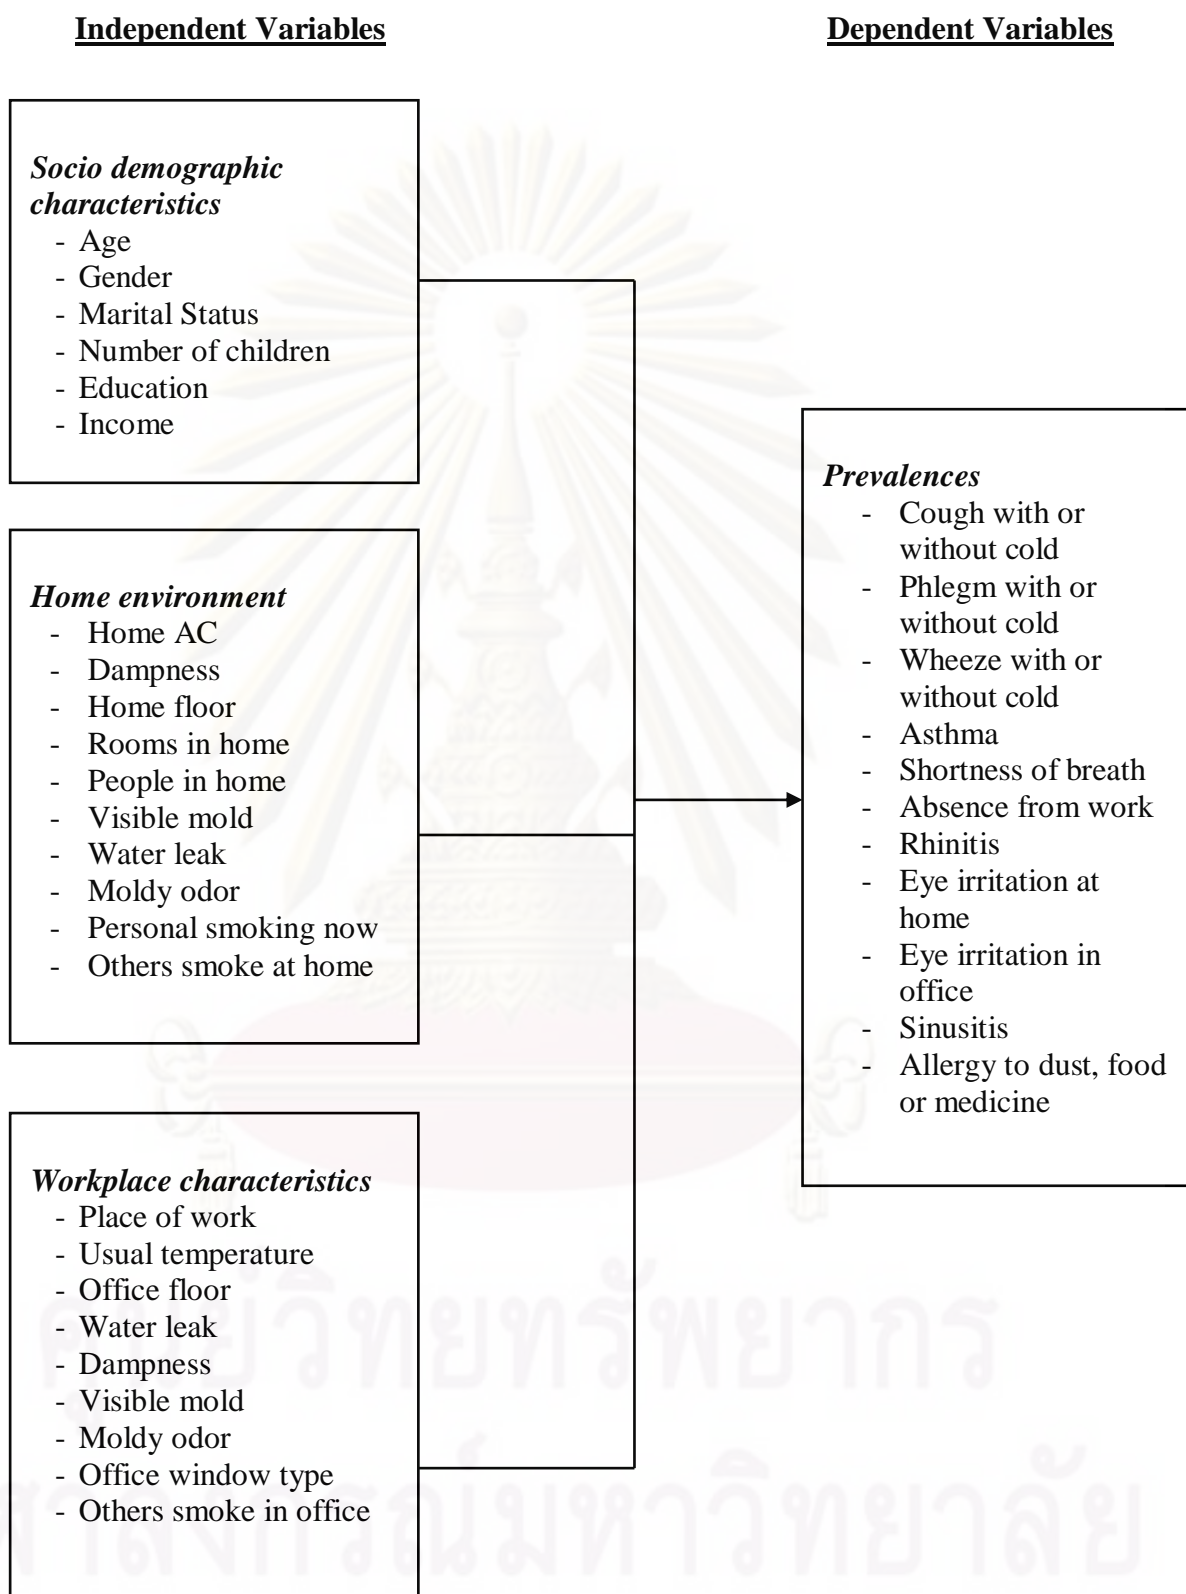 Independent Variables
Dependent Variables
Socio demographic
characteristics
- Age
- Gender
- Marital Status
- Number of children
- Education
- Income
Home environment
- Home AC
- Dampness
- Home floor
- Rooms in home
- People in home
- Visible mold
- Water leak
- Moldy odor
- Personal smoking now
- Others smoke at home
Workplace characteristics
- Place of work
- Usual temperature
- Office floor
- Water leak
- Dampness
- Visible mold
- Moldy odor
- Office window type
- Others smoke in office
Prevalences
- Cough with or
without cold
- Phlegm with or
without cold
- Wheeze with or
without cold
- Asthma
- Shortness of breath
- Absence from work
- Rhinitis
- Eye irritation at
home
- Eye irritation in
office
- Sinusitis
- Allergy to dust, food
or medicine
ศูนย์วิทยทรัพยากร
ฬาลงกรณ์มหาวิทยาลัย